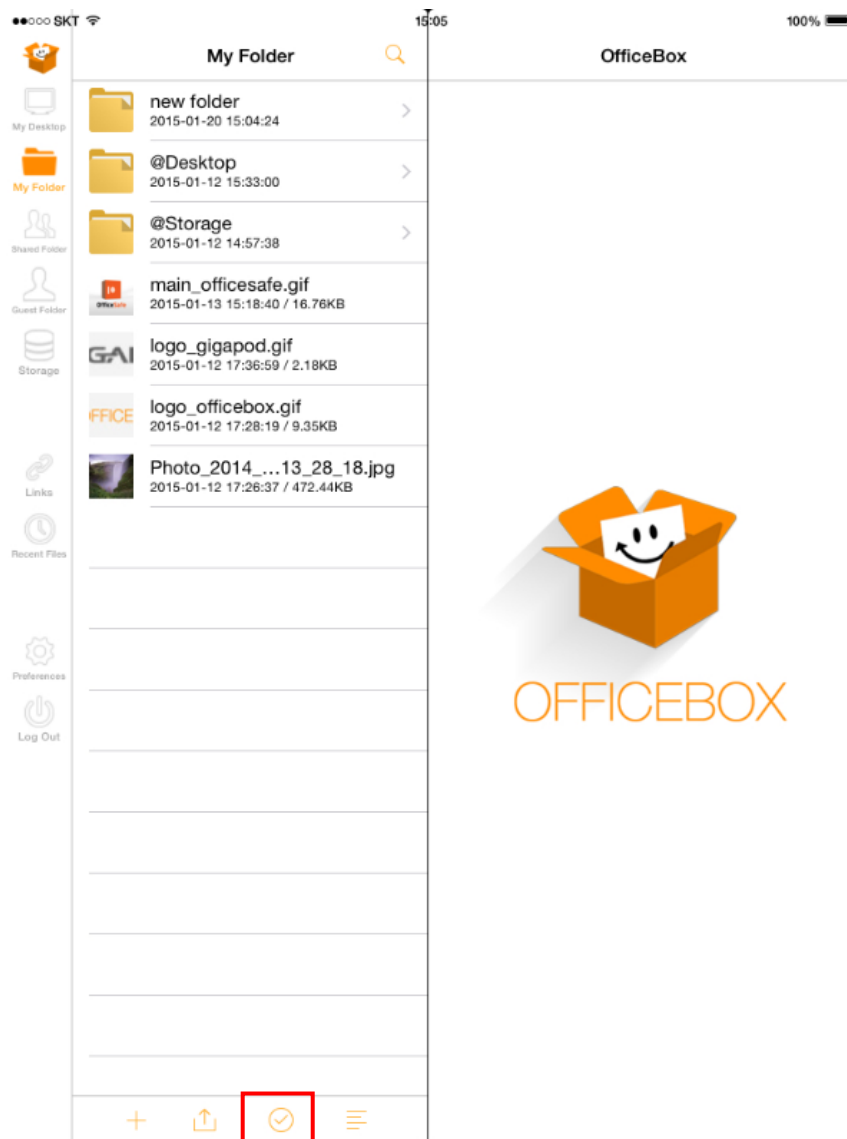 SKT
15:05
100%
My Folder
OfficeBox
My Desktop
My Folder
Shared Folder
Guest Folder
Storage
Links
Recent Files
Preferences
Log Out
new folder
2015-01-20 15:04:24
@Desktop
2015-01-12 15:33:00
@Storage
2015-01-12 14:57:38
OfficeSafe
main_officesafe.gif
2015-01-13 15:18:40 / 16.76KB
GAI
logo_gigapod.gif
2015-01-12 17:36:59 / 2.18KB
OFFICE
logo_officebox.gif
2015-01-12 17:28:19 / 9.35KB
Photo_2014_...13_28_18.jpg
2015-01-12 17:26:37 / 472.44KB
OFFICEBOX